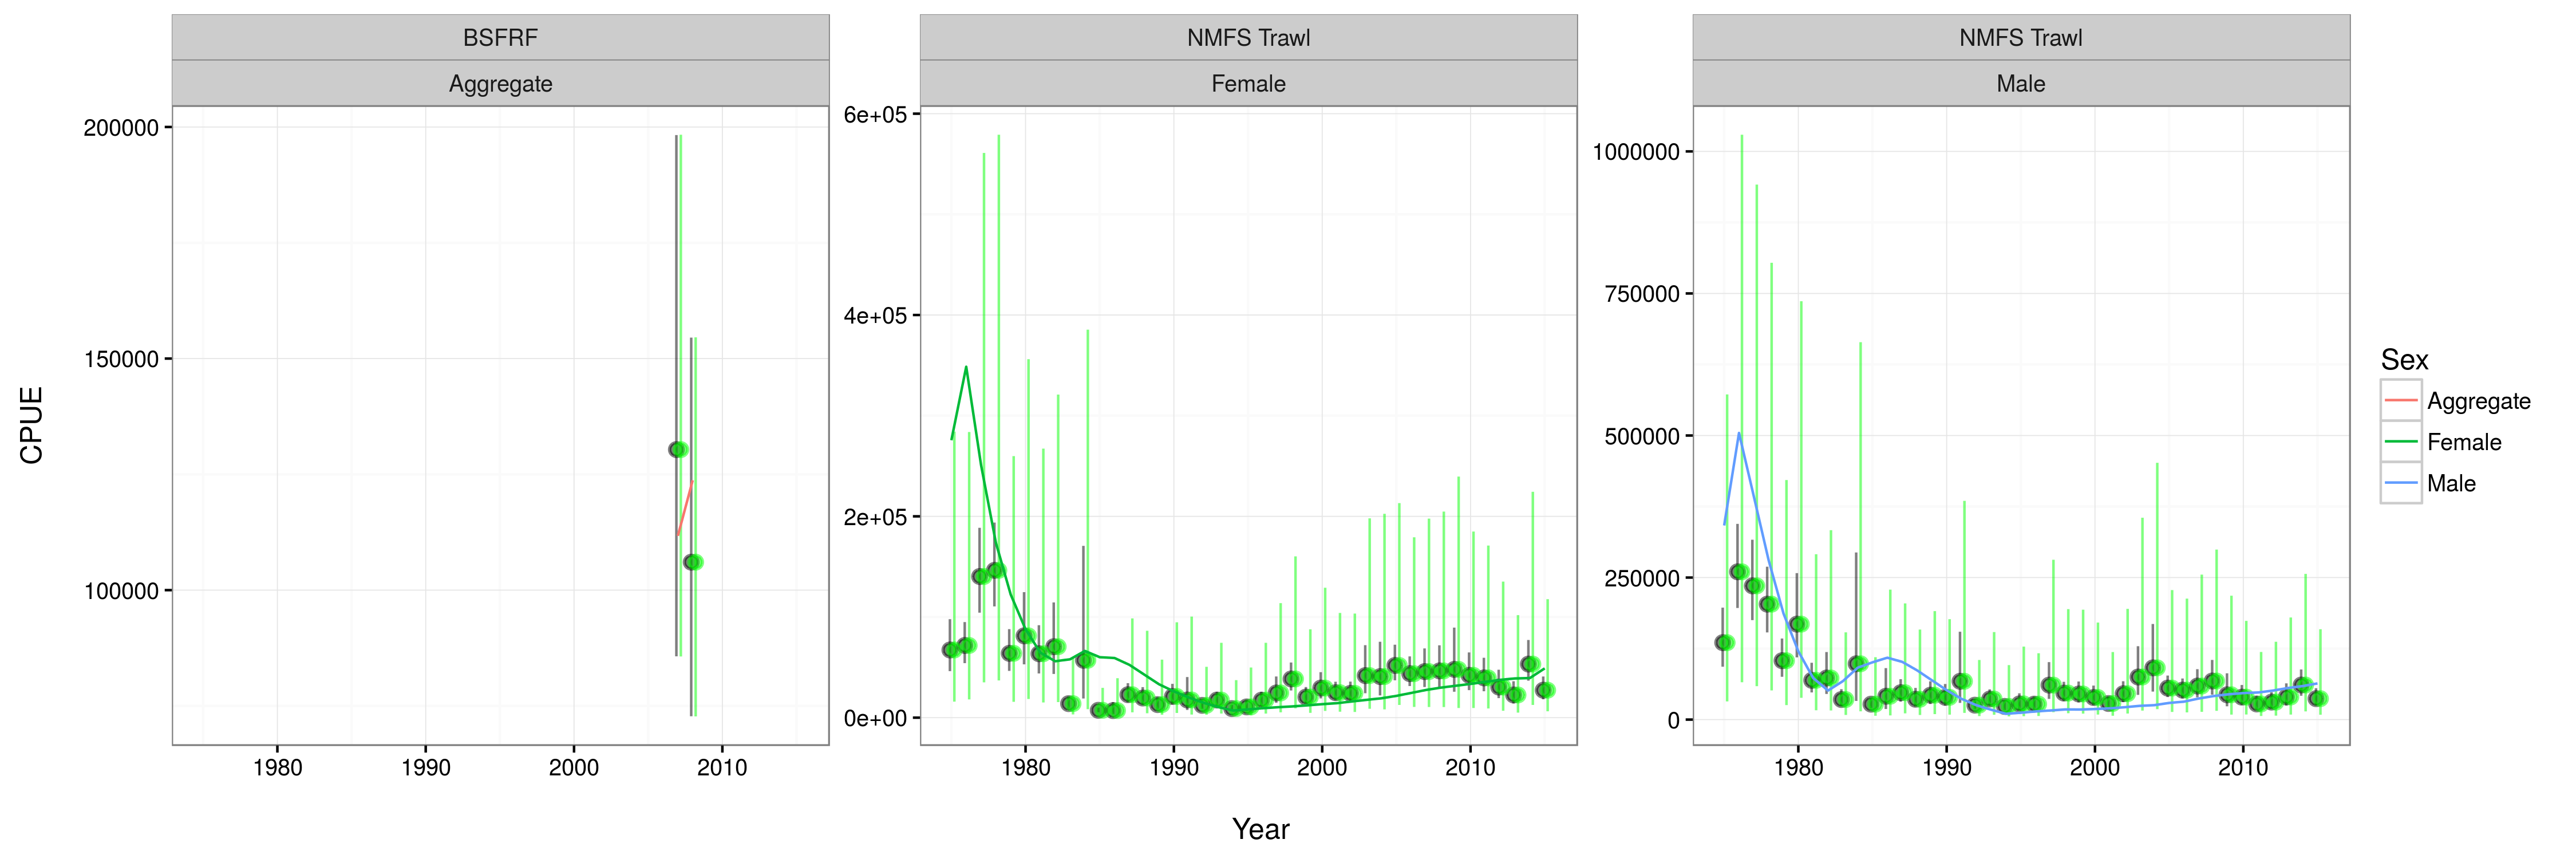 BSFRF
NMFS Trawl
NMFS Trawl
Aggregate
Female
Male
CPUE
200000
150000
100000
6e+05
4e+05
2e+05
0e+00
1000000
750000
500000
250000
0
1980 1990 2000 2010
1980 1990 2000 2010
1980 1990 2000 2010
Year
Sex
Aggregate
Female
Male